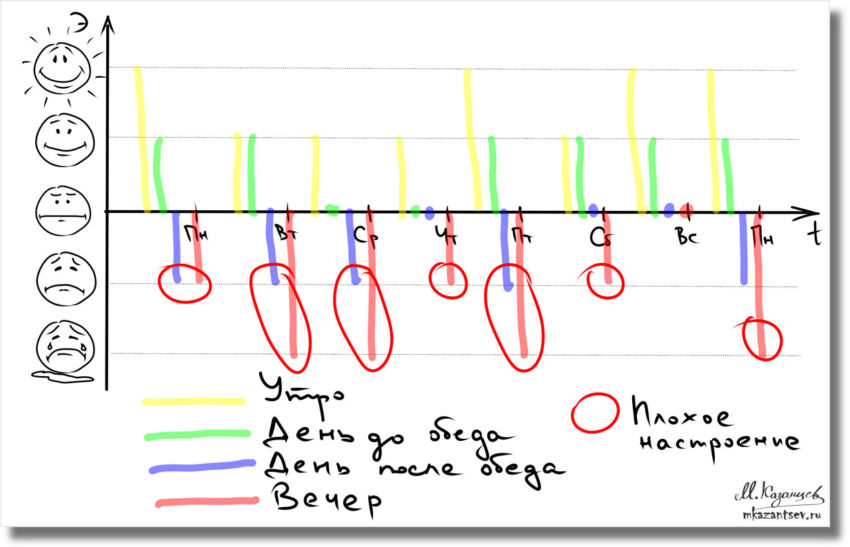 Э
Пн Вт Ср Чт Пт Сб Вс Пн t
Утро
День до обеда
День после обеда
Вечер
Плохое
настроение
М. Казанцев
mkazantsev.ru